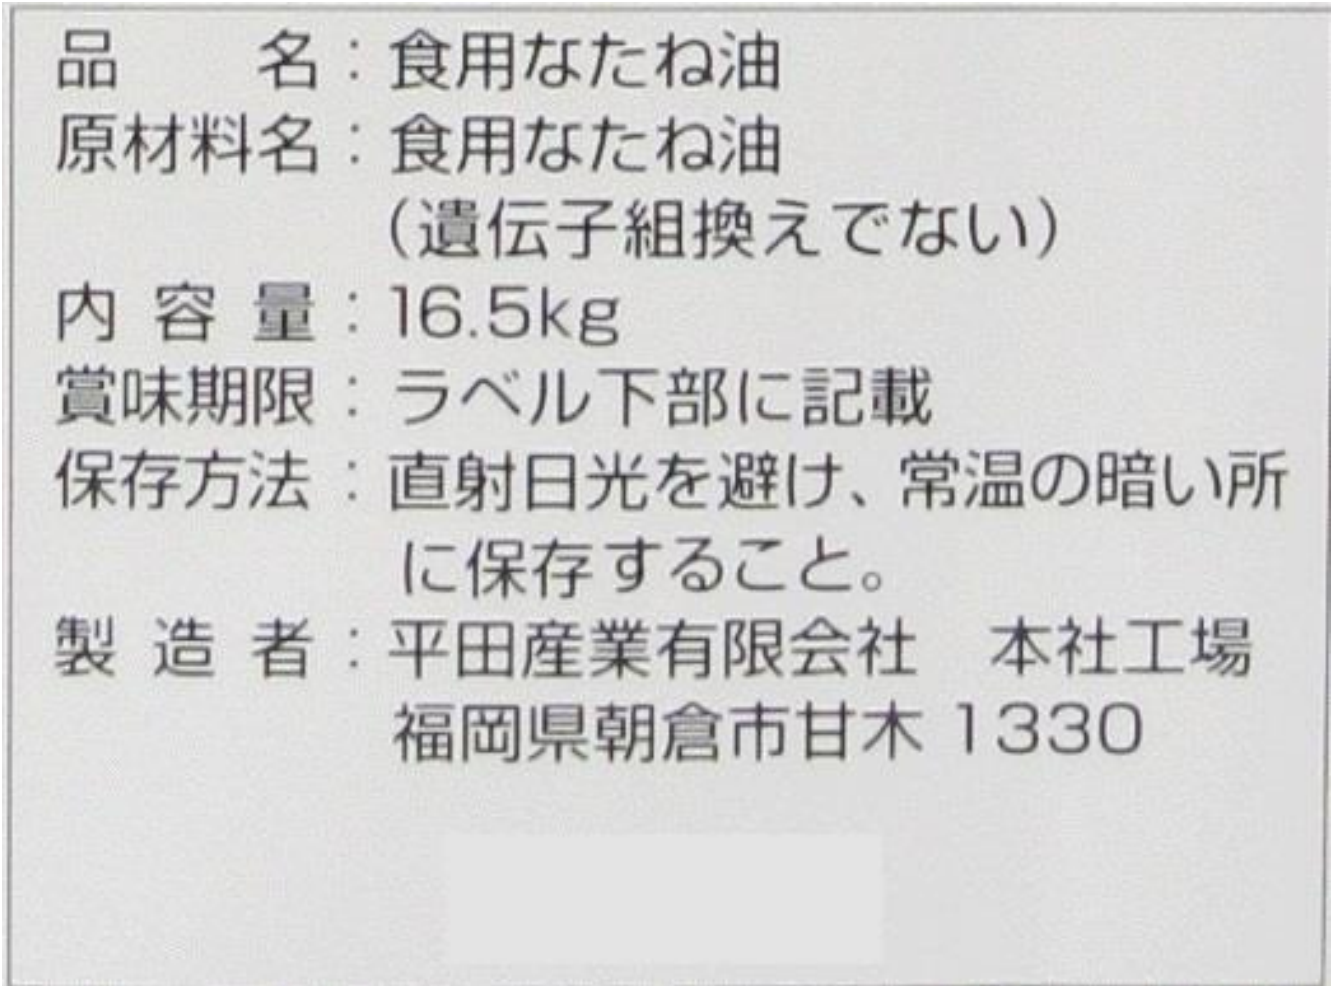 品　　名：食用なたね油
原材料名：食用なたね油
（遺伝子組換えでない）
内 容 量：16.5kg
賞味期限：ラベル下部に記載
保存方法：直射日光を避け、常温の暗い所
に保存すること。
製 造 者：平田産業有限会社　本社工場
福岡県朝倉市甘木 1330